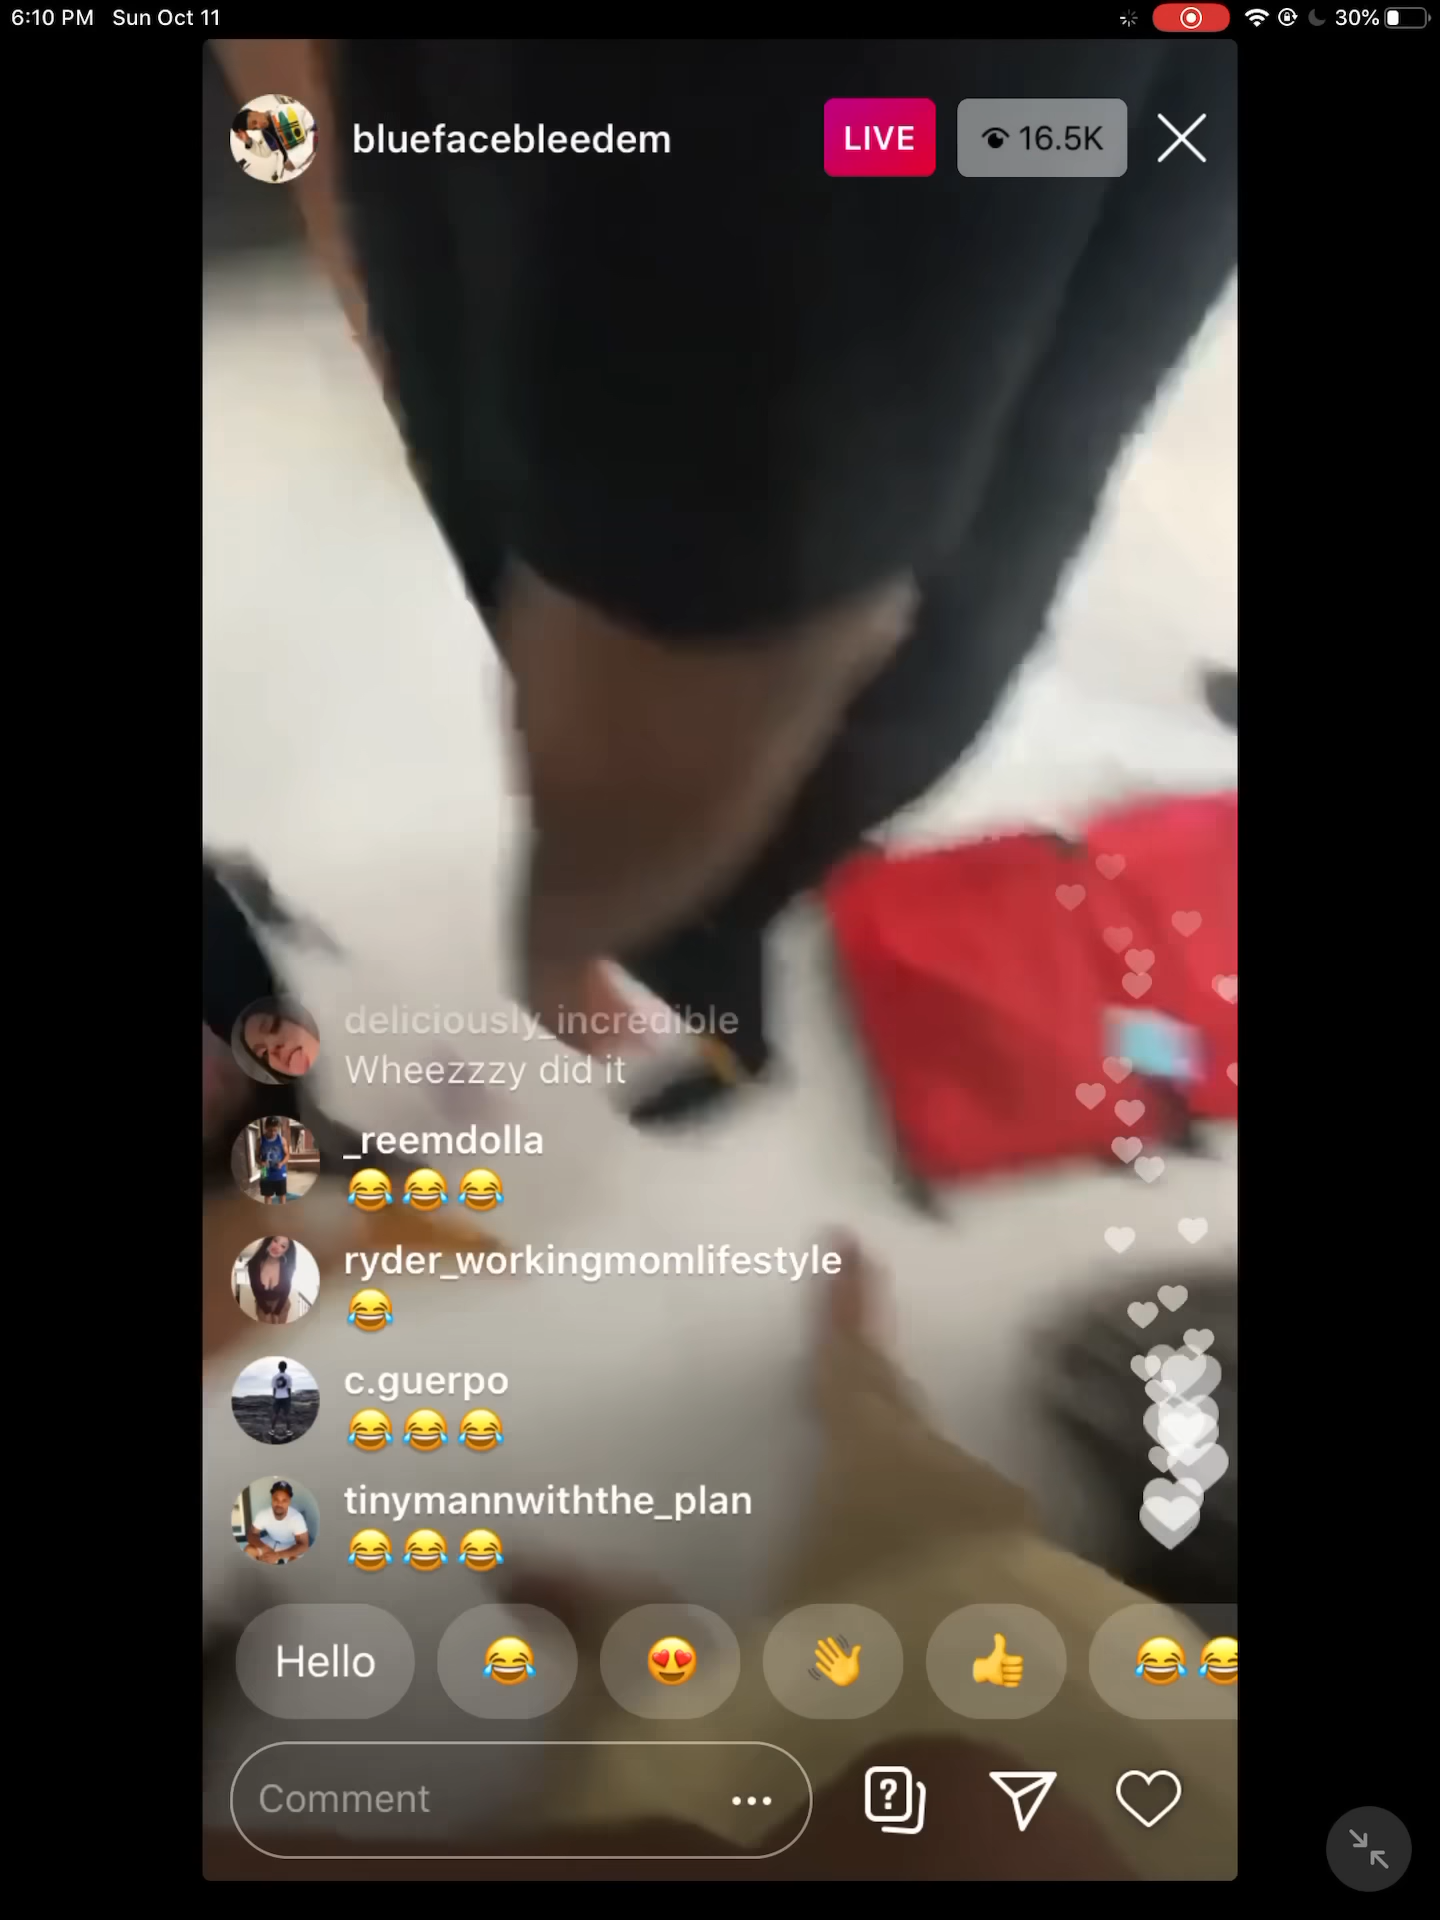 6:10 PM Sun Oct 11
30%
bluefacebleedem
LIVE
16.5K
deliciously_incredible
Wheezzzy did it
_reemdolla
😂😂😂
ryder_workingmomlifestyle
😂
c.guerpo
😂😂😂
tinymannwiththe_plan
😂😂😂
Hello 😂 😍 👋 👍 😂😂
Comment